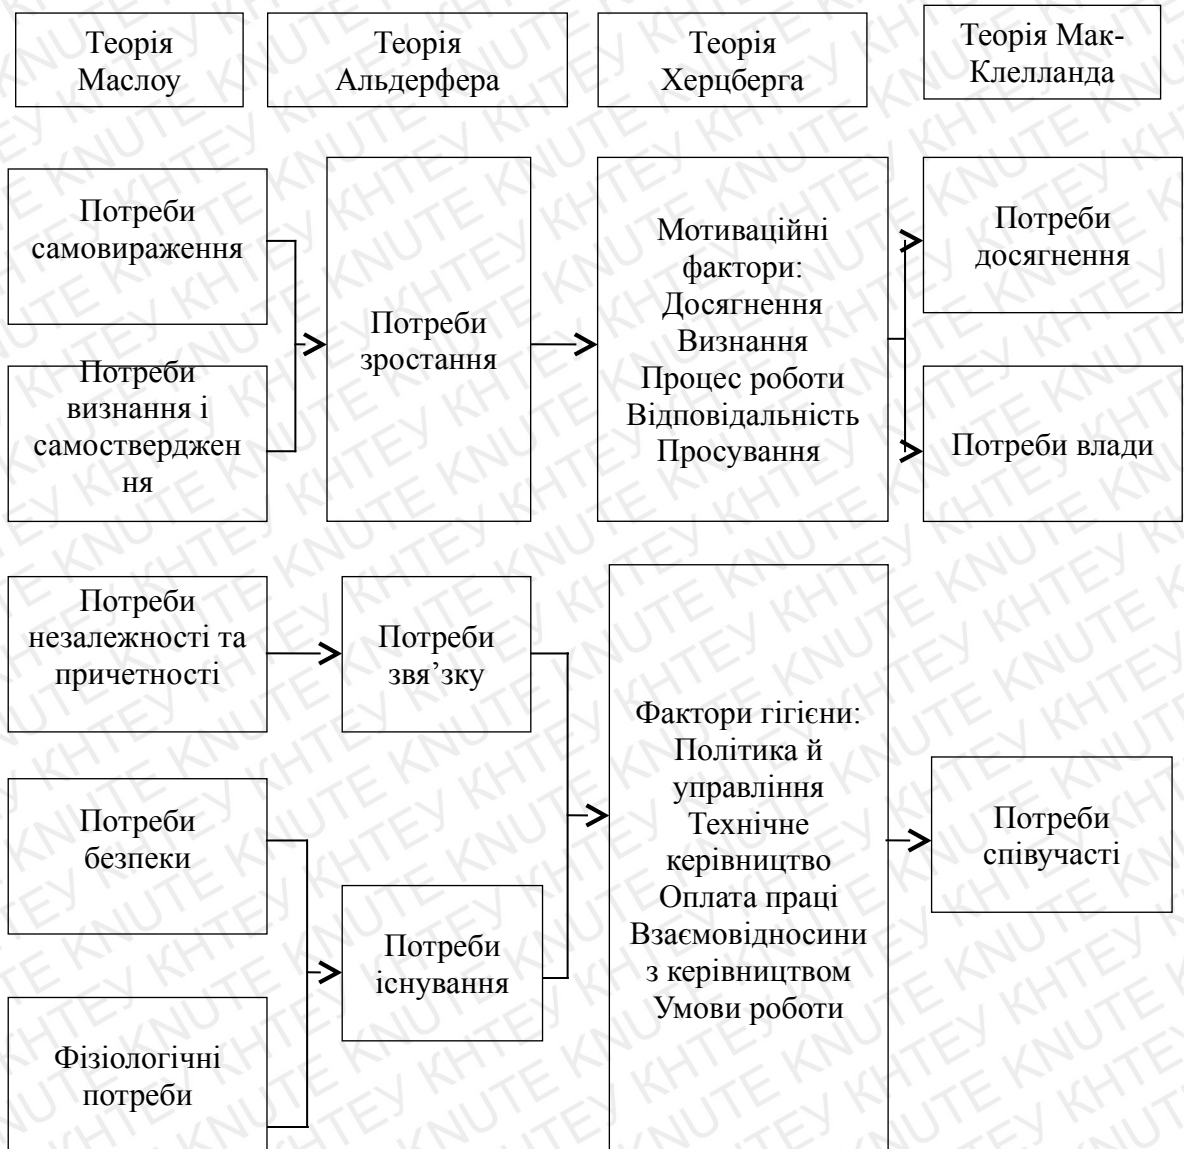 Теорія
Маслоу
Теорія
Альдерфера
Теорія
Херцберга
Теорія Мак-
Клелланда
Потреби
самовираження
Потреби
визнання і
самостверджен
ня
Потреби
зростання
Мотиваційні
фактори:
Досягнення
Визнання
Процес роботи
Відповідальність
Просування
Потреби
досягнення
Потреби влади
Потреби
незалежності та
причетності
Потреби
звя’зку
Потреби
безпеки
Потреби
існування
Фізіологічні
потреби
Фактори гігієни:
Політика й
управління
Технічне
керівництво
Оплата праці
Взаємовідносини
з керівництвом
Умови роботи
Потреби
співучасті